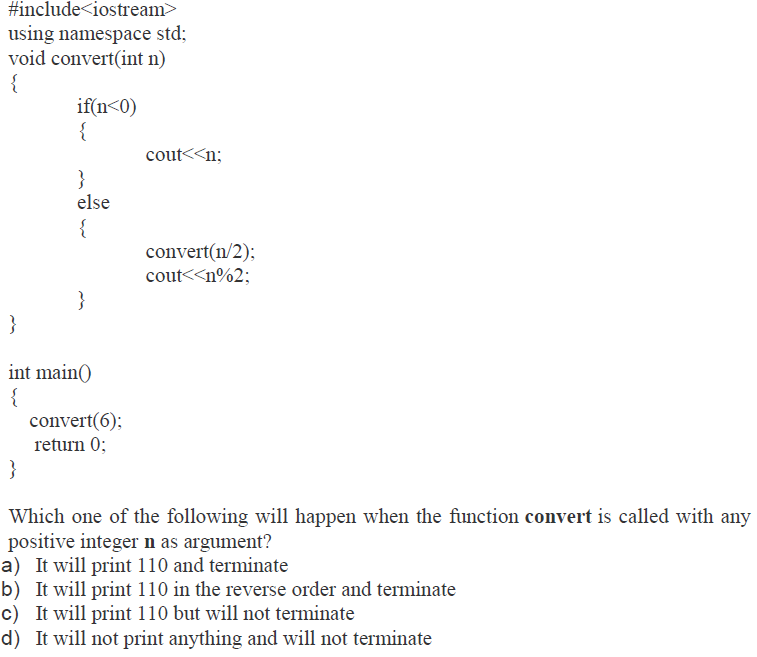 #include<iostream>
using namespace std;
void convert(int n)
{
if(n<0)
{
cout<<n;
}
else
{
convert(n/2);
cout<<n%2;
}
}
int main()
{
convert(6);
return 0;
}
Which one of the following will happen when the function convert is called with any
positive integer n as argument?
a) It will print 110 and terminate
b) It will print 110 in the reverse order and terminate
c) It will print 110 but will not terminate
d) It will not print anything and will not terminate